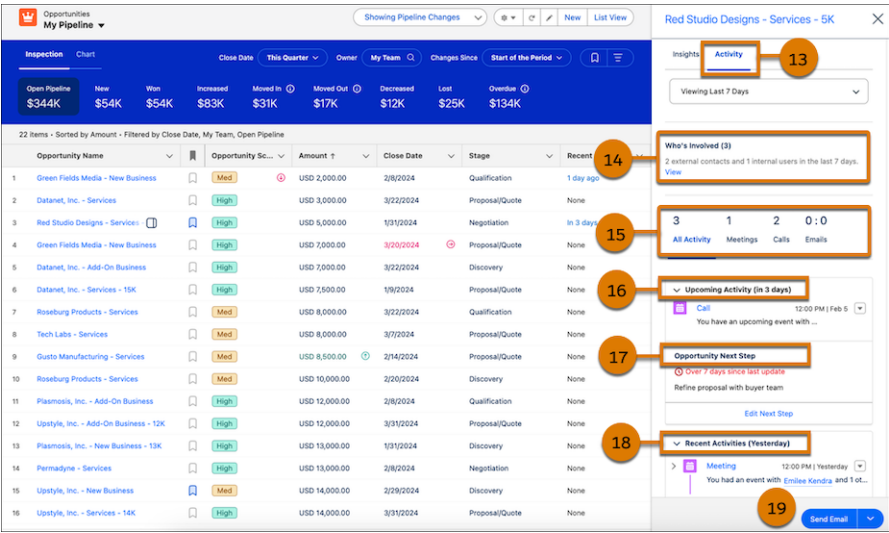 Opportunities
My Pipeline
Showing Pipeline Changes
New
List View
Inspection
Chart
Close Date
This Quarter
Owner
My Team
Changes Since
Start of the Period
Open Pipeline
$344K
New
$54K
Won
$54K
Increased
$83K
Moved In
$31K
Moved Out
$17K
Decreased
$12K
Lost
$25K
Overdue
$134K
22 items • Sorted by Amount • Filtered by Close Date, My Team, Open Pipeline
Opportunity Name Opportunity Sc... Amount ↑ Close Date Stage Recent
1 Green Fields Media - New Business Med USD 2,000.00 2/8/2024 Qualification 1 day ago
2 Datanet, Inc. - Services High USD 3,000.00 3/22/2024 Proposal/Quote None
3 Red Studio Designs - Services High USD 5,000.00 1/31/2024 Negotiation In 3 days
4 Green Fields Media - New Business High USD 7,000.00 3/20/2024 Proposal/Quote None
5 Datanet, Inc. - Add-On Business High USD 7,000.00 3/22/2024 Discovery None
6 Datanet, Inc. - Services - 15K High USD 7,500.00 1/9/2024 Proposal/Quote None
7 Roseburg Products - Services Med USD 8,000.00 3/22/2024 Qualification None
8 Tech Labs - Services Med USD 8,000.00 3/7/2024 Proposal/Quote None
9 Gusto Manufacturing - Services Med USD 8,500.00 2/14/2024 Proposal/Quote None
10 Roseburg Products - Services Med USD 10,000.00 2/20/2024 Discovery None
11 Plasmosis, Inc. - Add-On Business High USD 12,000.00 2/8/2024 Qualification None
12 Upstyle, Inc. - Add-On Business - 12K High USD 12,000.00 3/31/2024 Proposal/Quote None
13 Plasmosis, Inc. - New Business - 13K High USD 13,000.00 1/31/2024 Discovery None
14 Permadyne - Services High USD 13,000.00 2/8/2024 Negotiation None
15 Upstyle, Inc. - New Business Med USD 14,000.00 2/29/2024 Discovery None
16 Upstyle, Inc. - Services - 14K High USD 14,000.00 3/31/2024 Proposal/Quote None
Red Studio Designs - Services - 5K
Insights
Activity
13
Viewing Last 7 Days
14
Who's Involved (3)
2 external contacts and 1 internal users in the last 7 days.
View
15
3 1 2 0:0
All Activity Meetings Calls Emails
16
Upcoming Activity (in 3 days)
Call 12:00 PM | Feb 5
You have an upcoming event with ...
17
Opportunity Next Step
Over 7 days since last update
Refine proposal with buyer team
Edit Next Step
18
Recent Activities (Yesterday)
Meeting 12:00 PM | Yesterday
You had an event with Emilee Kendra and 1 ot...
19
Send Email